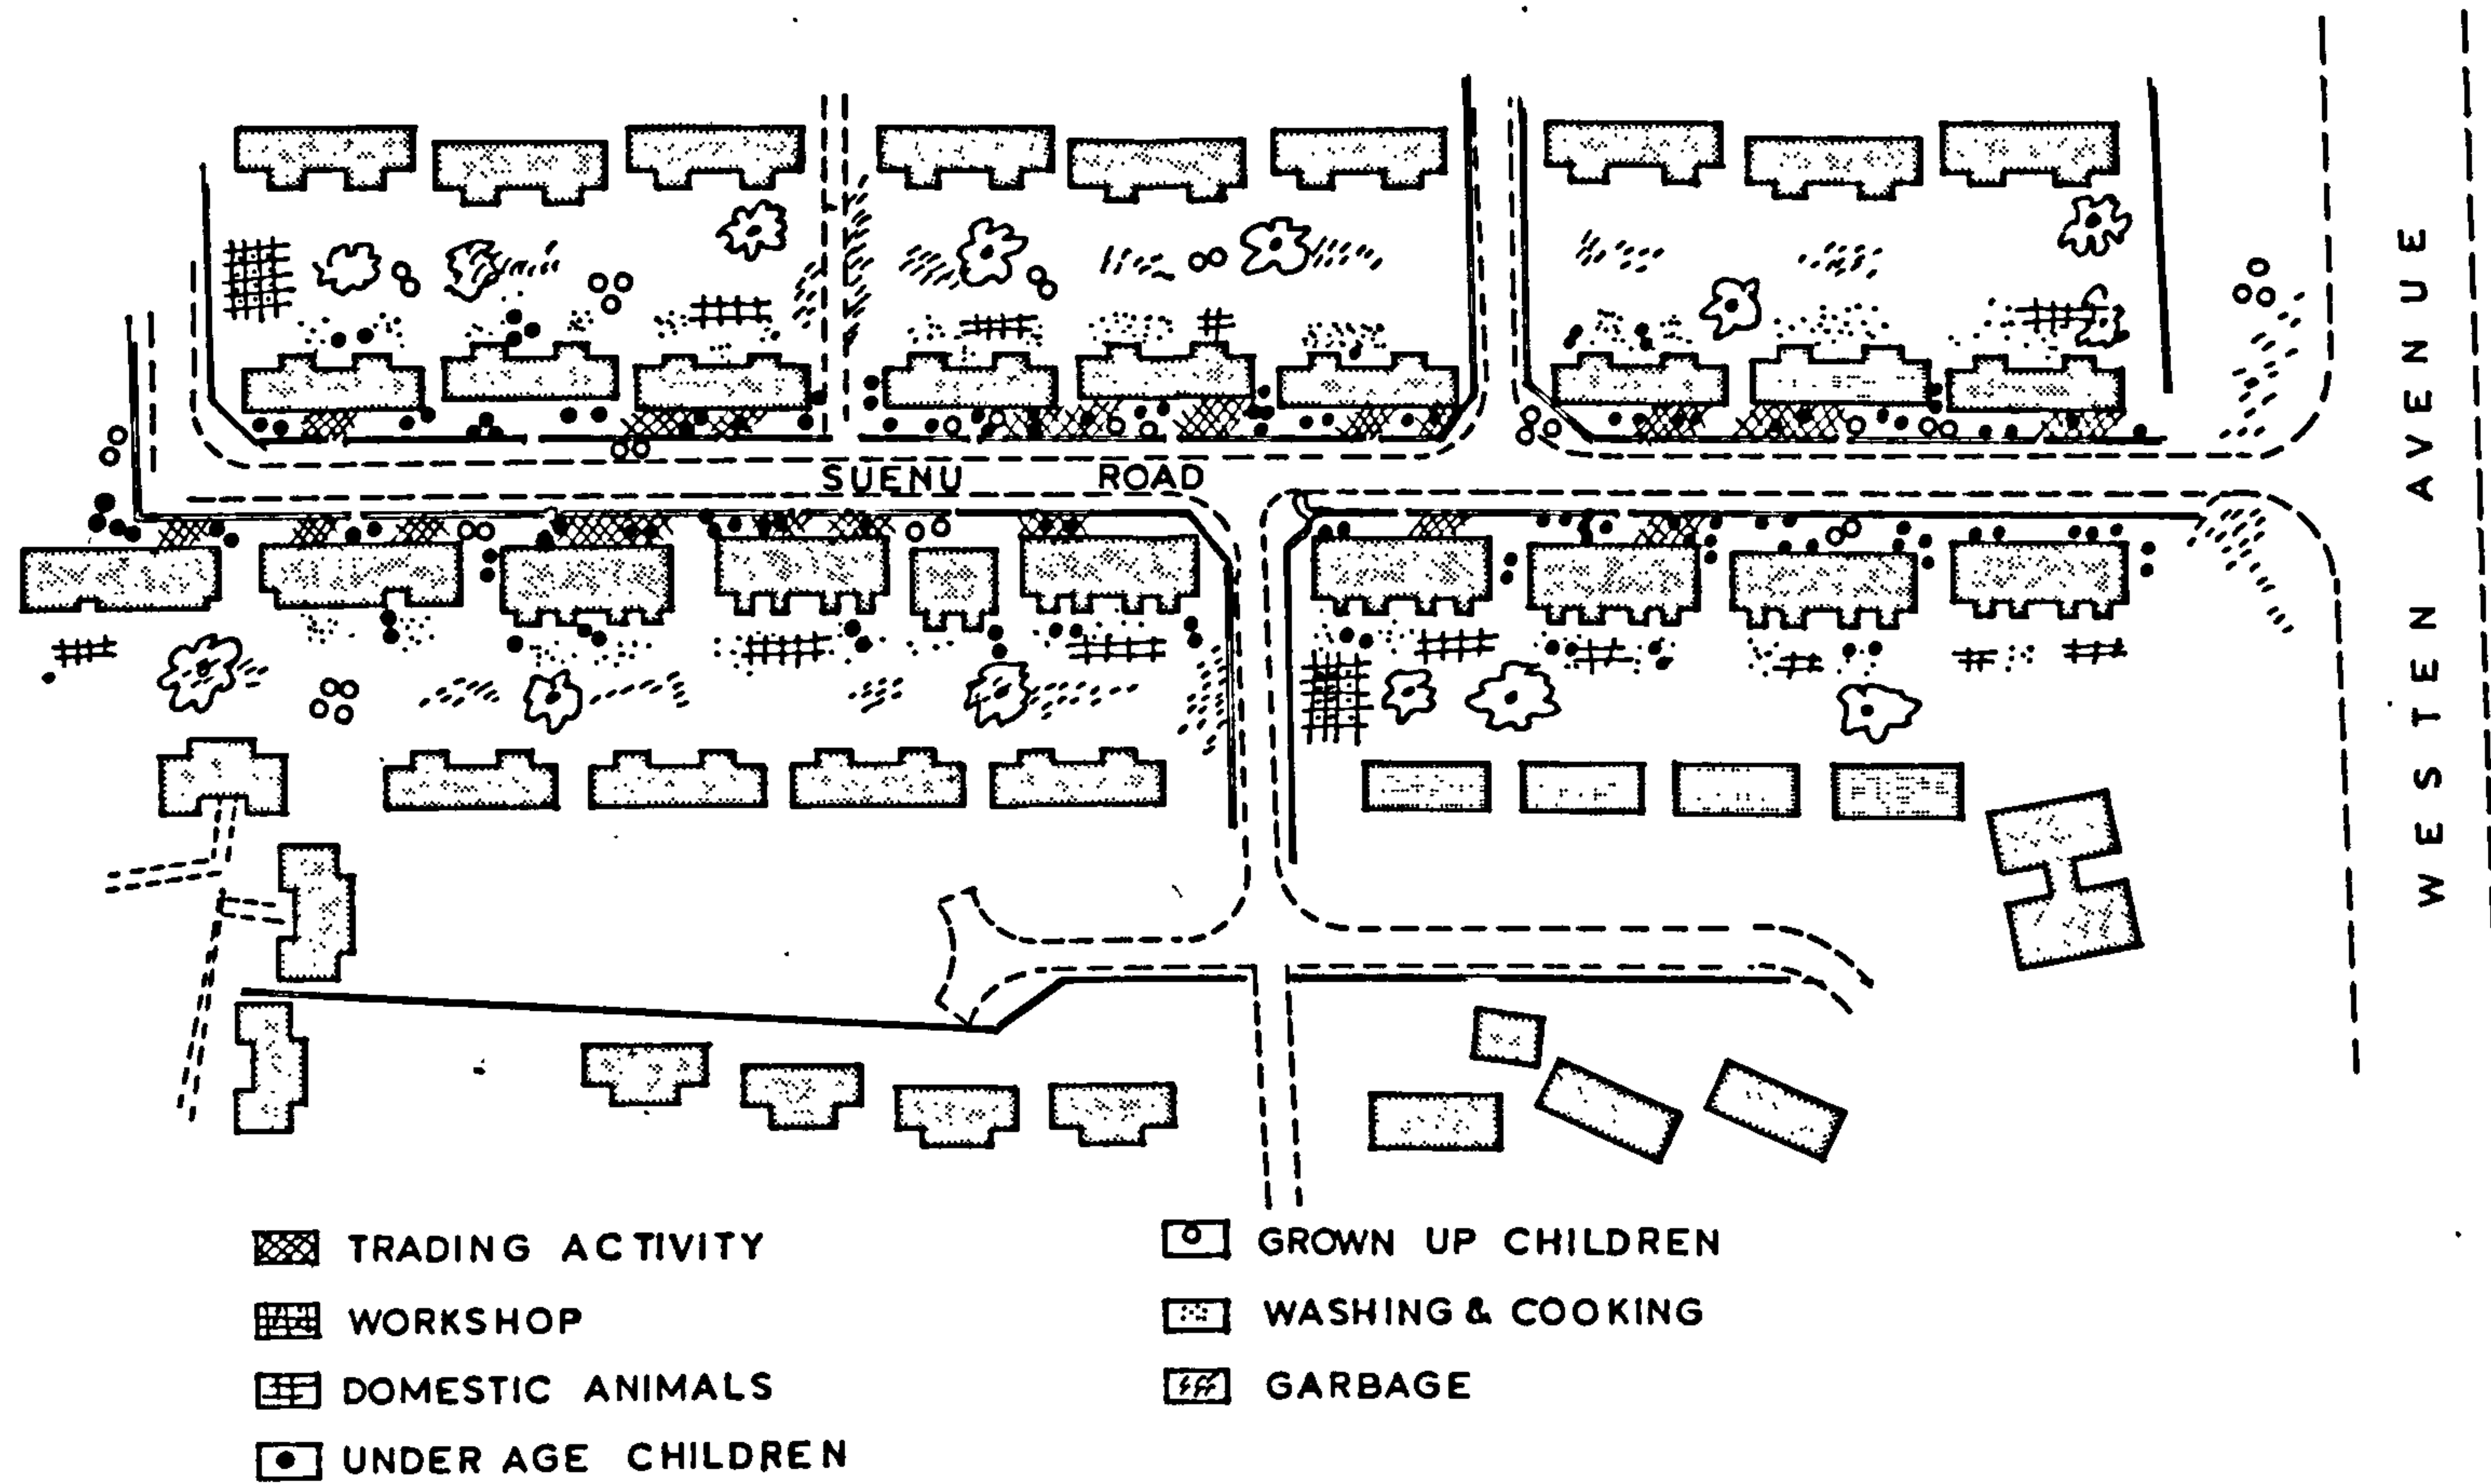 SUENU ROAD
WESTEN AVENUE
TRADING ACTIVITY
WORKSHOP
DOMESTIC ANIMALS
UNDER AGE CHILDREN
GROWN UP CHILDREN
WASHING & COOKING
GARBAGE